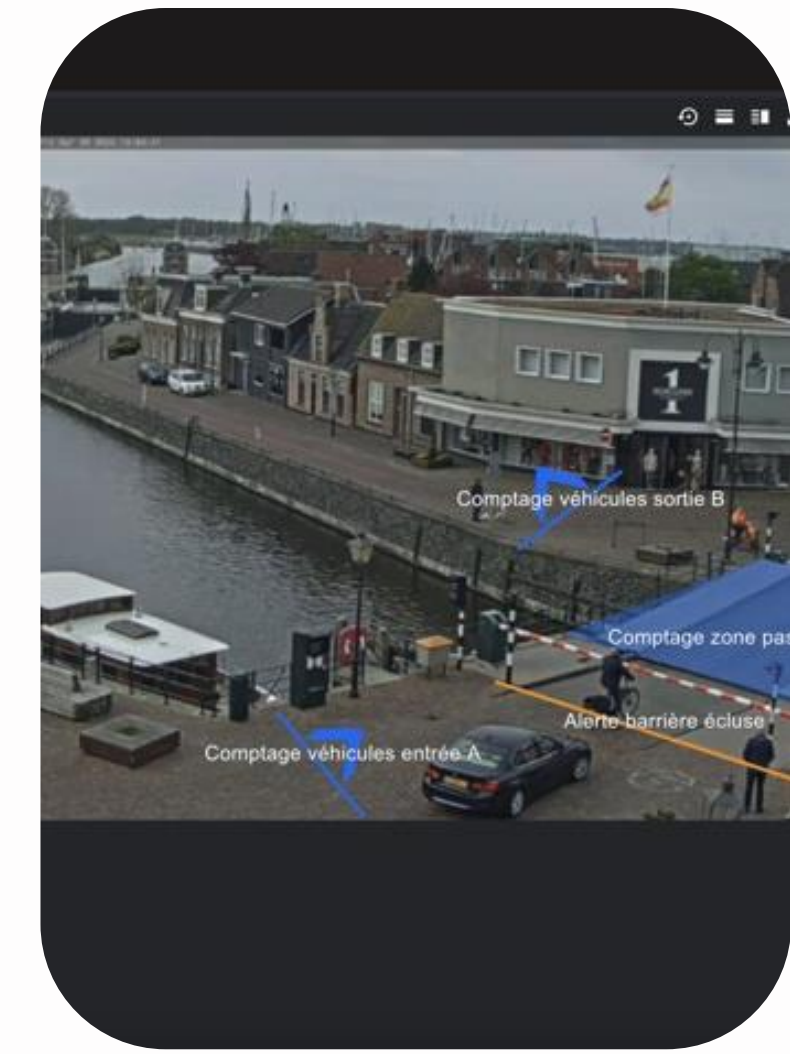 1
Comptage véhicules sortie B
Comptage zone pas
Alerte barrière écluse
Comptage véhicules entrée A